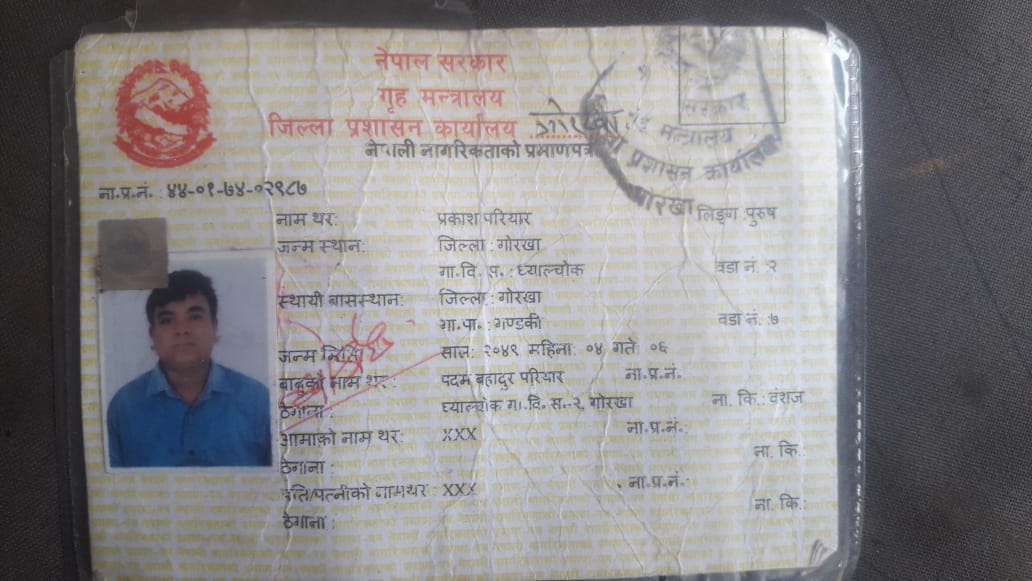 नेपाल सरकार
गृह मन्त्रालय
जिल्ला प्रशासन कार्यालय गोरखा
नेपाली नागरिकताको प्रमाणपत्र
सरकार
गृह मन्त्रालय
जिल्ला प्रशासन कार्यालय
गोरखा
ना.प्र.नं. : ४४-०१-७४-०२९८७
नाम थर: प्रकाश परियार लिङ्ग: पुरुष
जन्म स्थान: जिल्ला : गोरखा
गा.वि.स. : घ्याल्चोक वडा नं.: २
स्थायी बासस्थान: जिल्ला : गोरखा
गा.पा.: गण्डकी वडा नं.: ७
जन्म मिति: साल: २०४९ महिना: ०४ गते: ०६
बाबुको नाम थर.: पदम बहादुर परियार ना.प्र.नं.
ठेगाना: घ्याल्चोक गा.वि.स.-२, गोरखा ना. कि.: वंशज
आमाको नाम थर: XXX ना.प्र.नं.:
ठेगाना : ना. कि.:
पति/पत्नीको नामथर : XXX ना.प्र.नं.:
ठेगाना : ना. कि.: